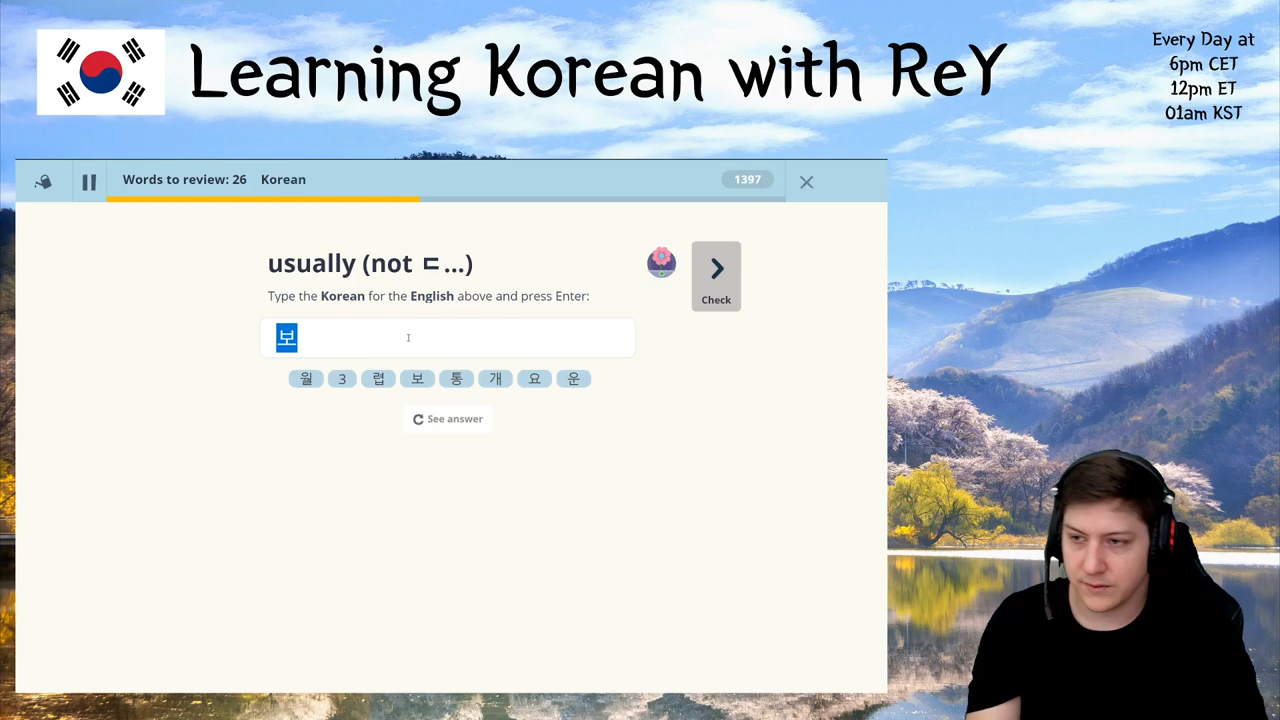 Learning Korean with ReY
Every Day at
6pm CET
12pm ET
01am KST
Words to review: 26 Korean
1397
usually (not ㄷ...)
Type the Korean for the English above and press Enter:
Check
보
월 3 렵 보 통 개 요 운
See answer